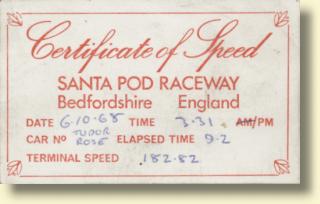 Certificate of Speed
SANTA POD RACEWAY
Bedfordshire England
DATE 6-10-68 TIME 3-31 AM/PM
CAR Nº TUDOR ROSE ELAPSED TIME 9-2
TERMINAL SPEED 182.82